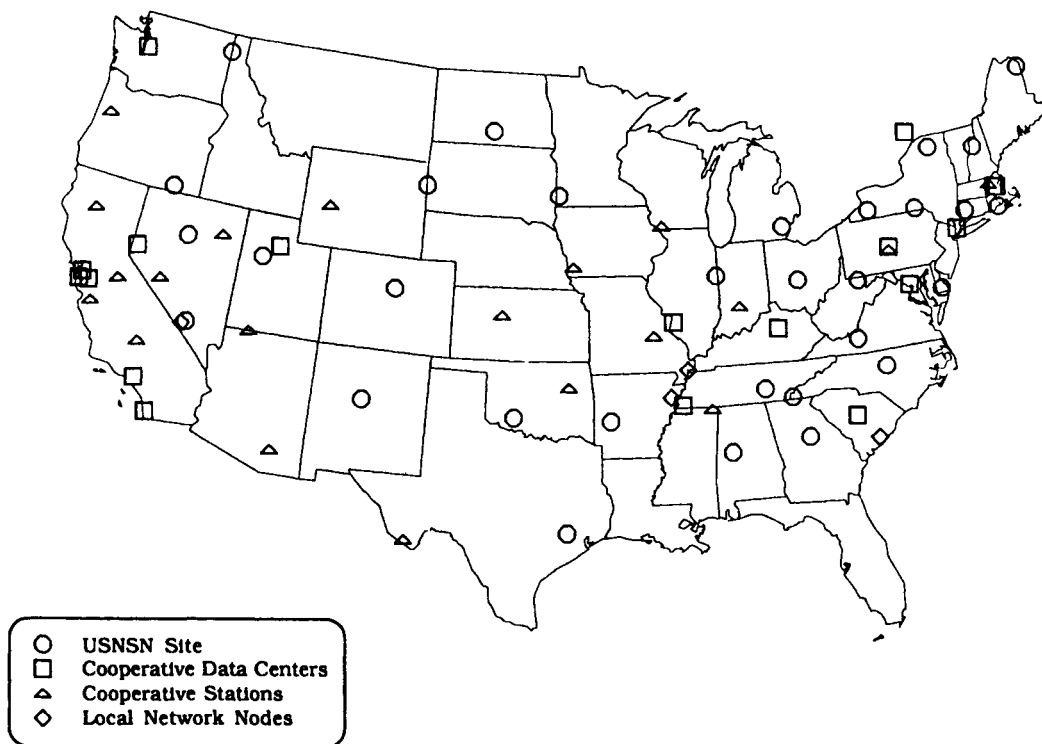 USNSN Site
Cooperative Data Centers
Cooperative Stations
Local Network Nodes